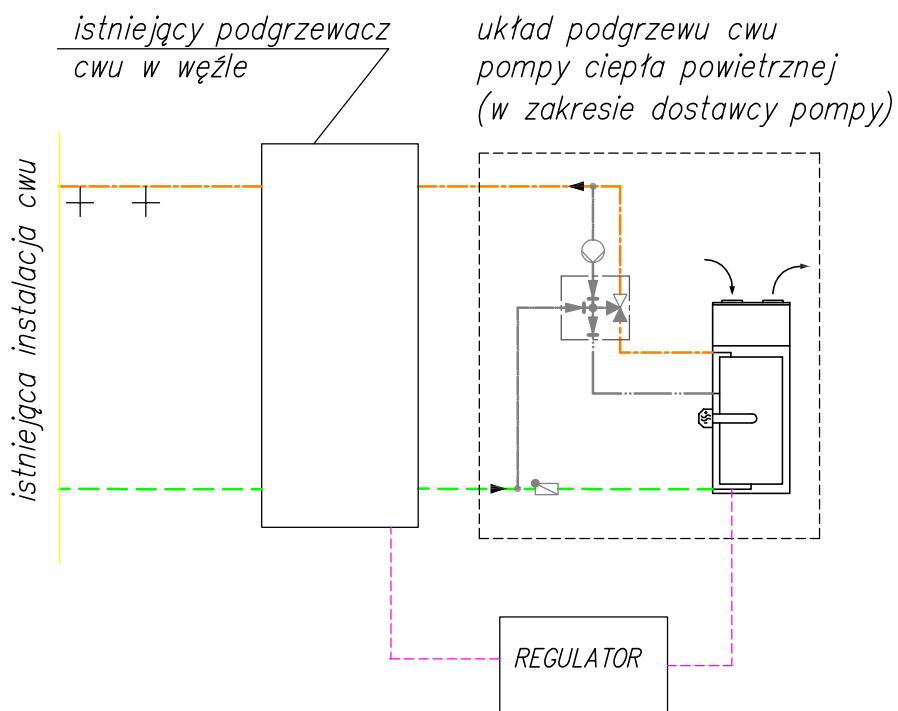 istniejący podgrzewacz
cwu w węźle
układ podgrzewu cwu
pompy ciepła powietrznej
(w zakresie dostawcy pompy)
istniejąca instalacja cwu
REGULATOR